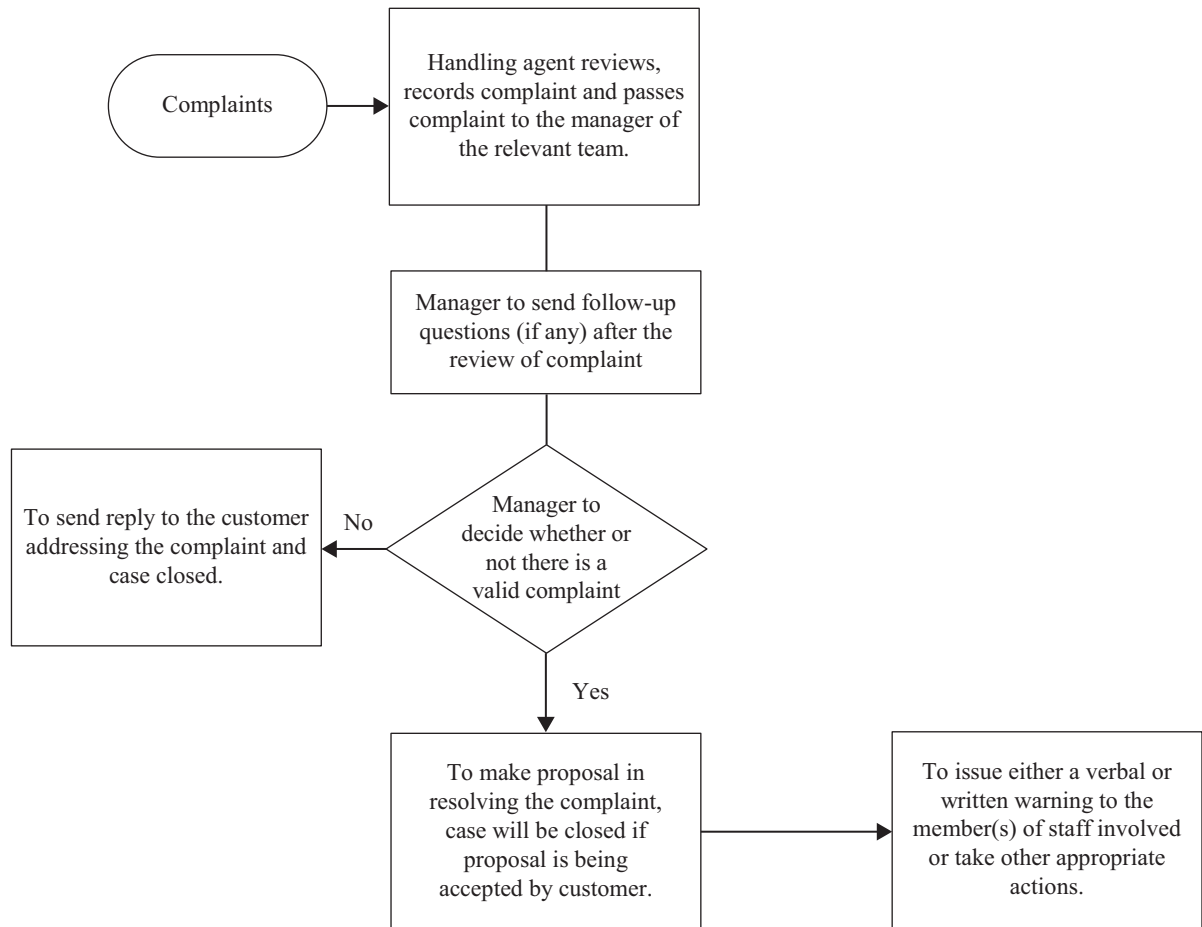 Complaints
Handling agent reviews,
records complaint and passes
complaint to the manager of
the relevant team.
Manager to send follow-up
questions (if any) after the
review of complaint
To send reply to the customer
addressing the complaint and
case closed.
No
Manager to
decide whether or
not there is a
valid complaint
Yes
To make proposal in
resolving the complaint,
case will be closed if
proposal is being
accepted by customer.
To issue either a verbal or
written warning to the
member(s) of staff involved
or take other appropriate
actions.